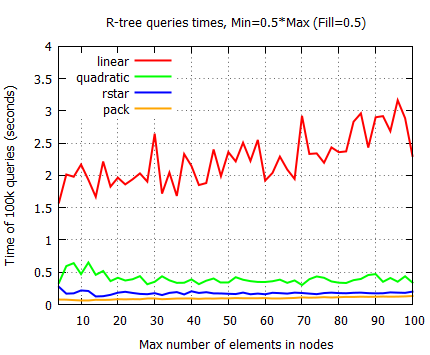 R-tree queries times, Min=0.5*Max (Fill=0.5)
Time of 100k queries (seconds)
4
3.5
3
2.5
2
1.5
1
0.5
0
linear
quadratic
rstar
pack
10 20 30 40 50 60 70 80 90 100
Max number of elements in nodes